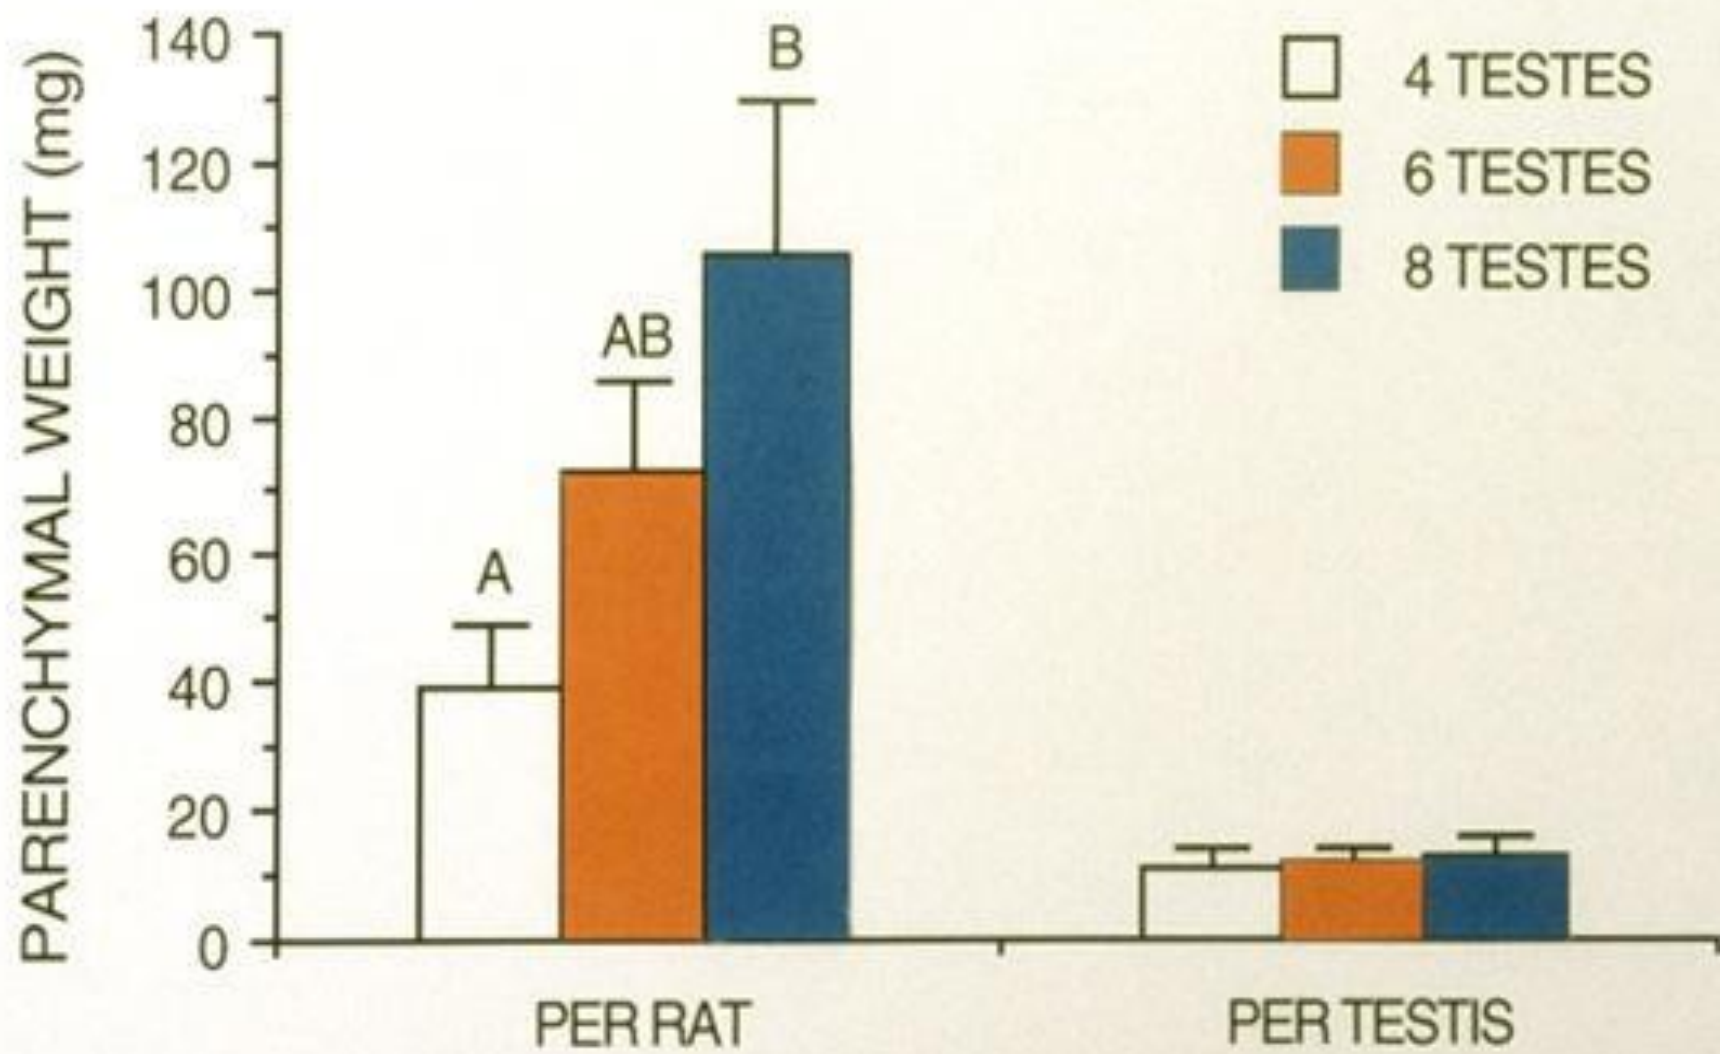 PARENCHYMAL WEIGHT (mg)
140
120
100
80
60
40
20
0
A
AB
B
4 TESTES
6 TESTES
8 TESTES
PER RAT
PER TESTIS